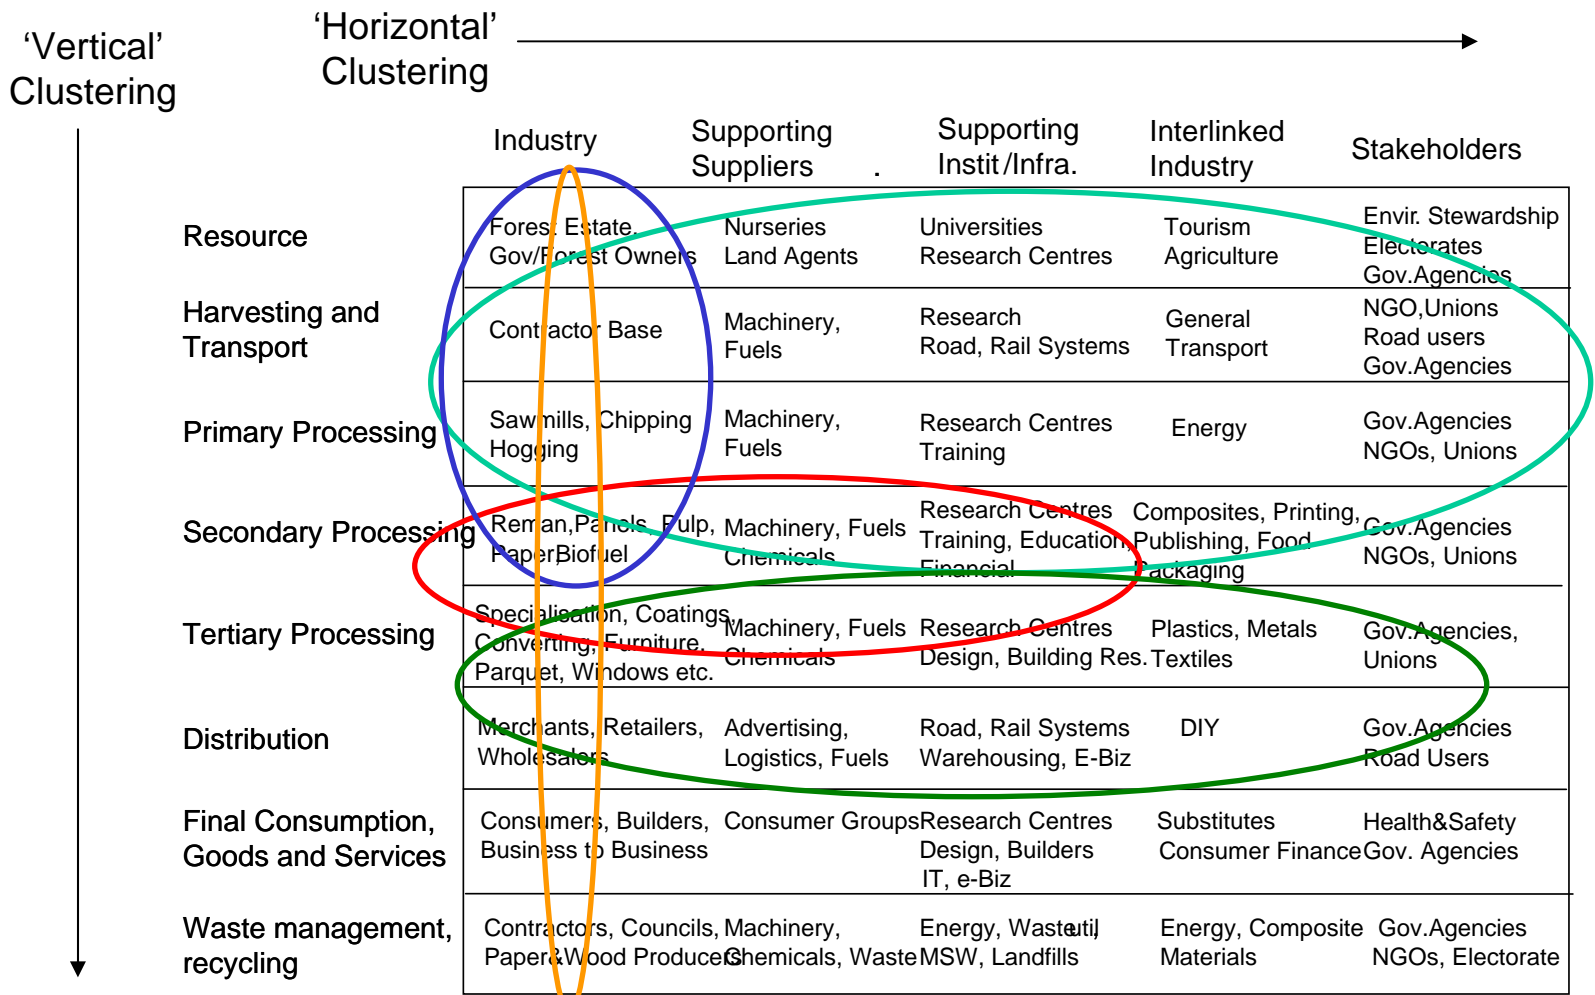 ‘Vertical’
Clustering
‘Horizontal’
Clustering
Industry
Supporting
Suppliers .
Supporting
Instit/Infra.
Interlinked
Industry
Stakeholders
Resource
Forest Estate.
Gov/Forest Owners
Nurseries
Land Agents
Universities
Research Centres
Tourism
Agriculture
Envir. Stewardship
Electorates
Gov.Agencies
Harvesting and
Transport
Contractor Base
Machinery,
Fuels
Research
Road, Rail Systems
General
Transport
NGO,Unions
Road users
Gov.Agencies
Primary Processing
Sawmills, Chipping
Hogging
Machinery,
Fuels
Research Centres
Training
Energy
Gov.Agencies
NGOs, Unions
Secondary Processing
Reman,Panels, Pulp,
Paper,Biofuel
Machinery, Fuels
Chemicals
Research Centres
Training, Education,
Financial
Composites, Printing,
Publishing, Food
Packaging
Gov.Agencies
NGOs, Unions
Tertiary Processing
Specialisation, Coatings,
Converting, Furniture,
Parquet, Windows etc.
Machinery, Fuels
Chemicals
Research Centres
Design, Building Res.
Plastics, Metals
Textiles
Gov.Agencies,
Unions
Distribution
Merchants, Retailers,
Wholesalers
Advertising,
Logistics, Fuels
Road, Rail Systems
Warehousing, E-Biz
DIY
Gov.Agencies
Road Users
Final Consumption,
Goods and Services
Consumers, Builders,
Business to Business
Consumer Groups
Research Centres
Design, Builders
IT, e-Biz
Substitutes
Consumer Finance
Health&Safety
Gov. Agencies
Waste management,
recycling
Contractors, Councils,
Paper&Wood Producers
Machinery,
Chemicals, Waste
Energy, Waste util,
MSW, Landfills
Energy, Composite
Materials
Gov.Agencies
NGOs, Electorate